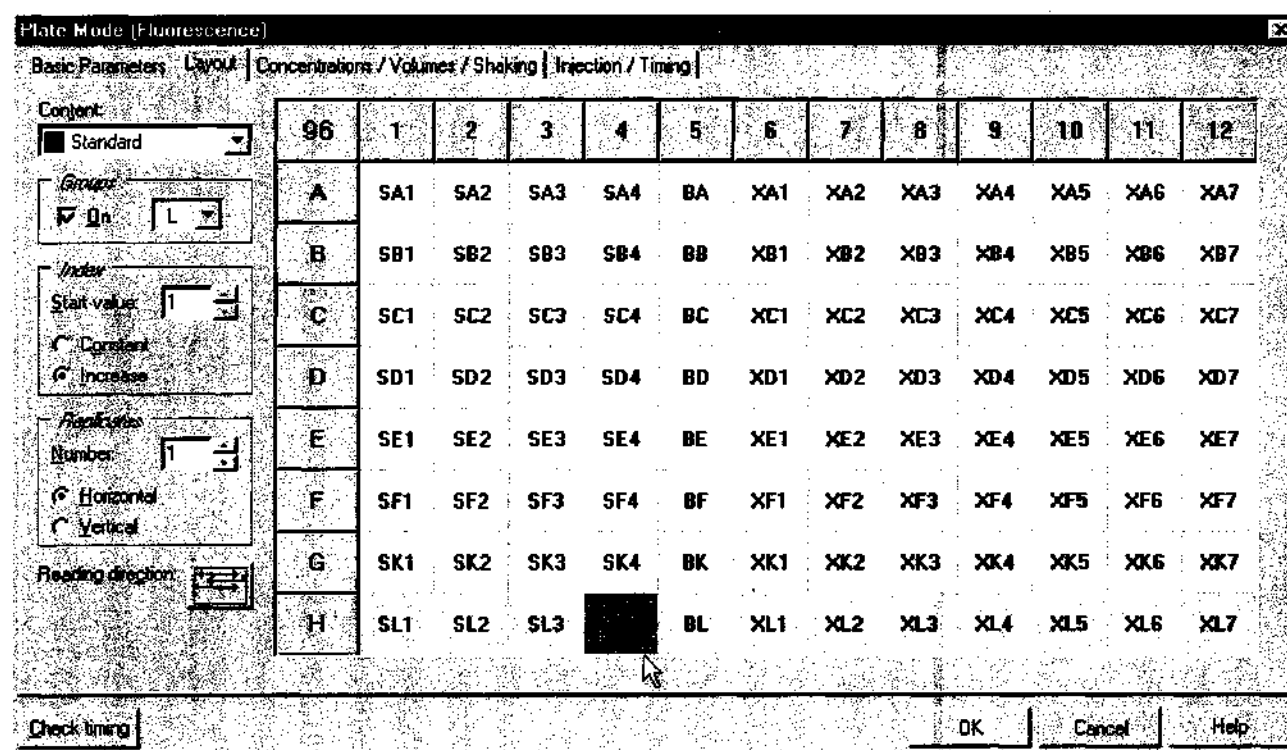 Plate Mode [Fluorescence]
Basic Parameters Layout Concentrations / Volumes / Shaking Injection / Timing
Content:
Standard
Groups
On L
Index
Start value: 1
Constant
Increase
Replicates
Number: 1
Horizontal
Vertical
Reading direction:
96 1 2 3 4 5 6 7 8 9 10 11 12
A SA1 SA2 SA3 SA4 BA XA1 XA2 XA3 XA4 XA5 XA6 XA7
B SB1 SB2 SB3 SB4 BB XB1 XB2 XB3 XB4 XB5 XB6 XB7
C SC1 SC2 SC3 SC4 BC XC1 XC2 XC3 XC4 XC5 XC6 XC7
D SD1 SD2 SD3 SD4 BD XD1 XD2 XD3 XD4 XD5 XD6 XD7
E SE1 SE2 SE3 SE4 BE XE1 XE2 XE3 XE4 XE5 XE6 XE7
F SF1 SF2 SF3 SF4 BF XF1 XF2 XF3 XF4 XF5 XF6 XF7
G SK1 SK2 SK3 SK4 BK XK1 XK2 XK3 XK4 XK5 XK6 XK7
H SL1 SL2 SL3 BL XL1 XL2 XL3 XL4 XL5 XL6 XL7
Check timing OK Cancel Help